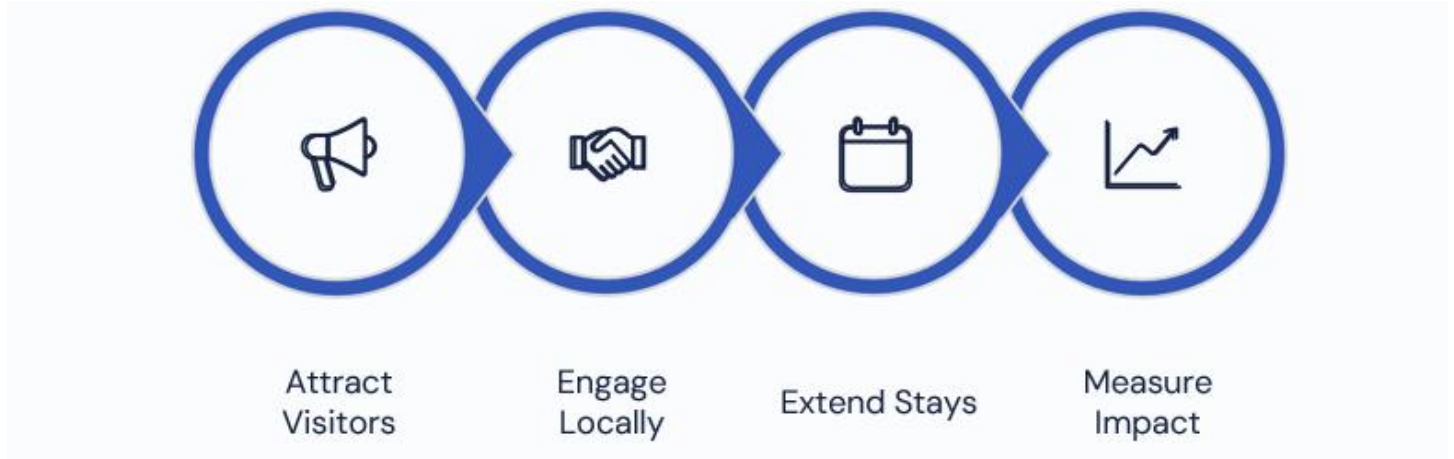 Attract
Visitors
Engage
Locally
Extend Stays
Measure
Impact